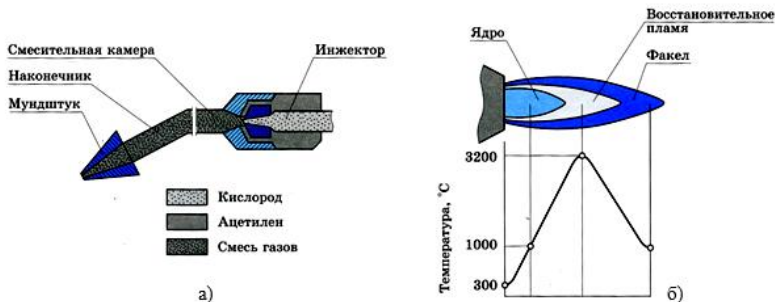 Смесительная камера
Наконечник
Мундштук
Инжектор
Кислород
Ацетилен
Смесь газов
а)
Восстановительное
пламя
Ядро
Факел
Температура, °С
3200
1000
300
б)